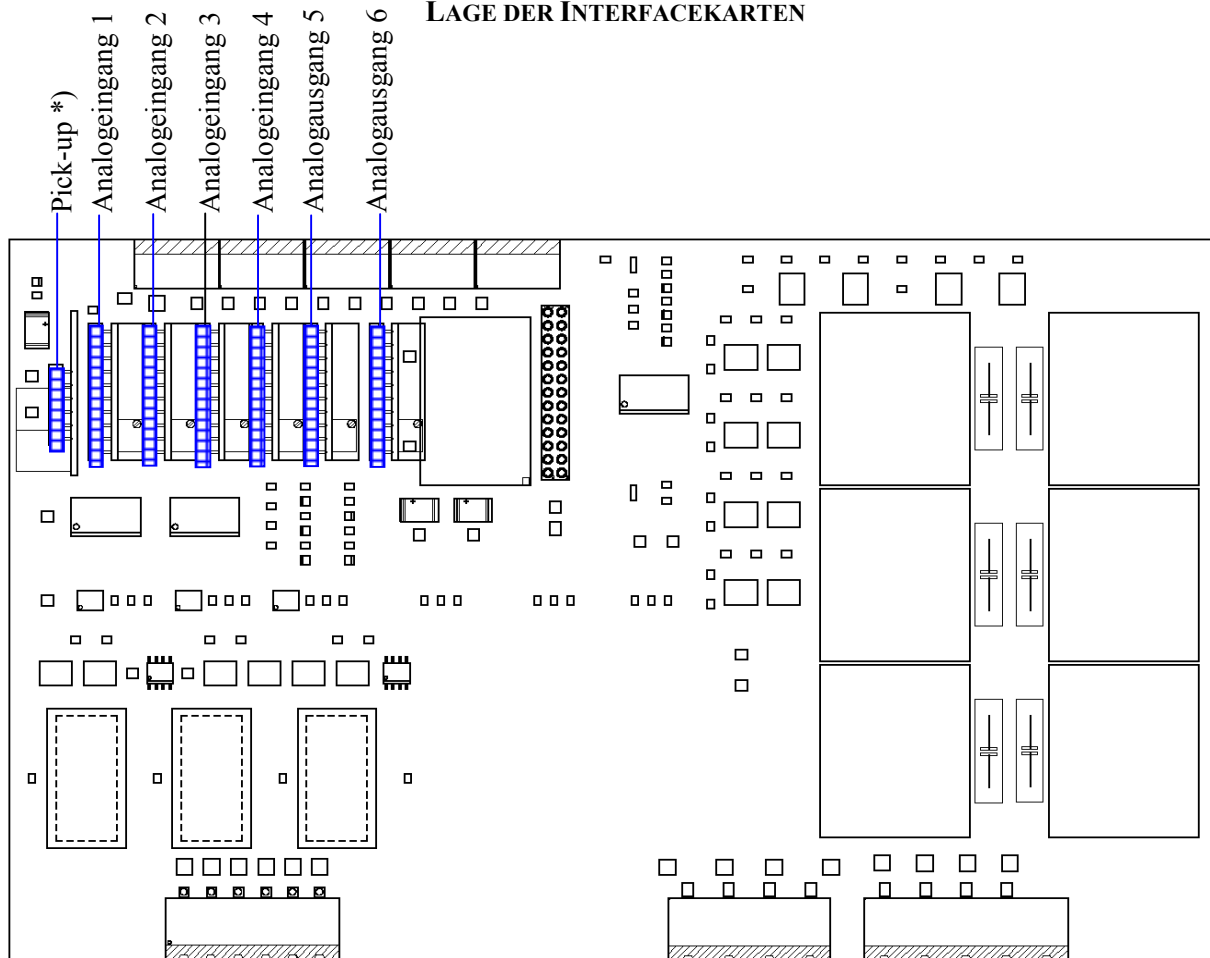 LAGE DER INTERFACEKARTEN
Pick-up *)
Analogeingang 1
Analogeingang 2
Analogeingang 3
Analogeingang 4
Analogausgang 5
Analogausgang 6